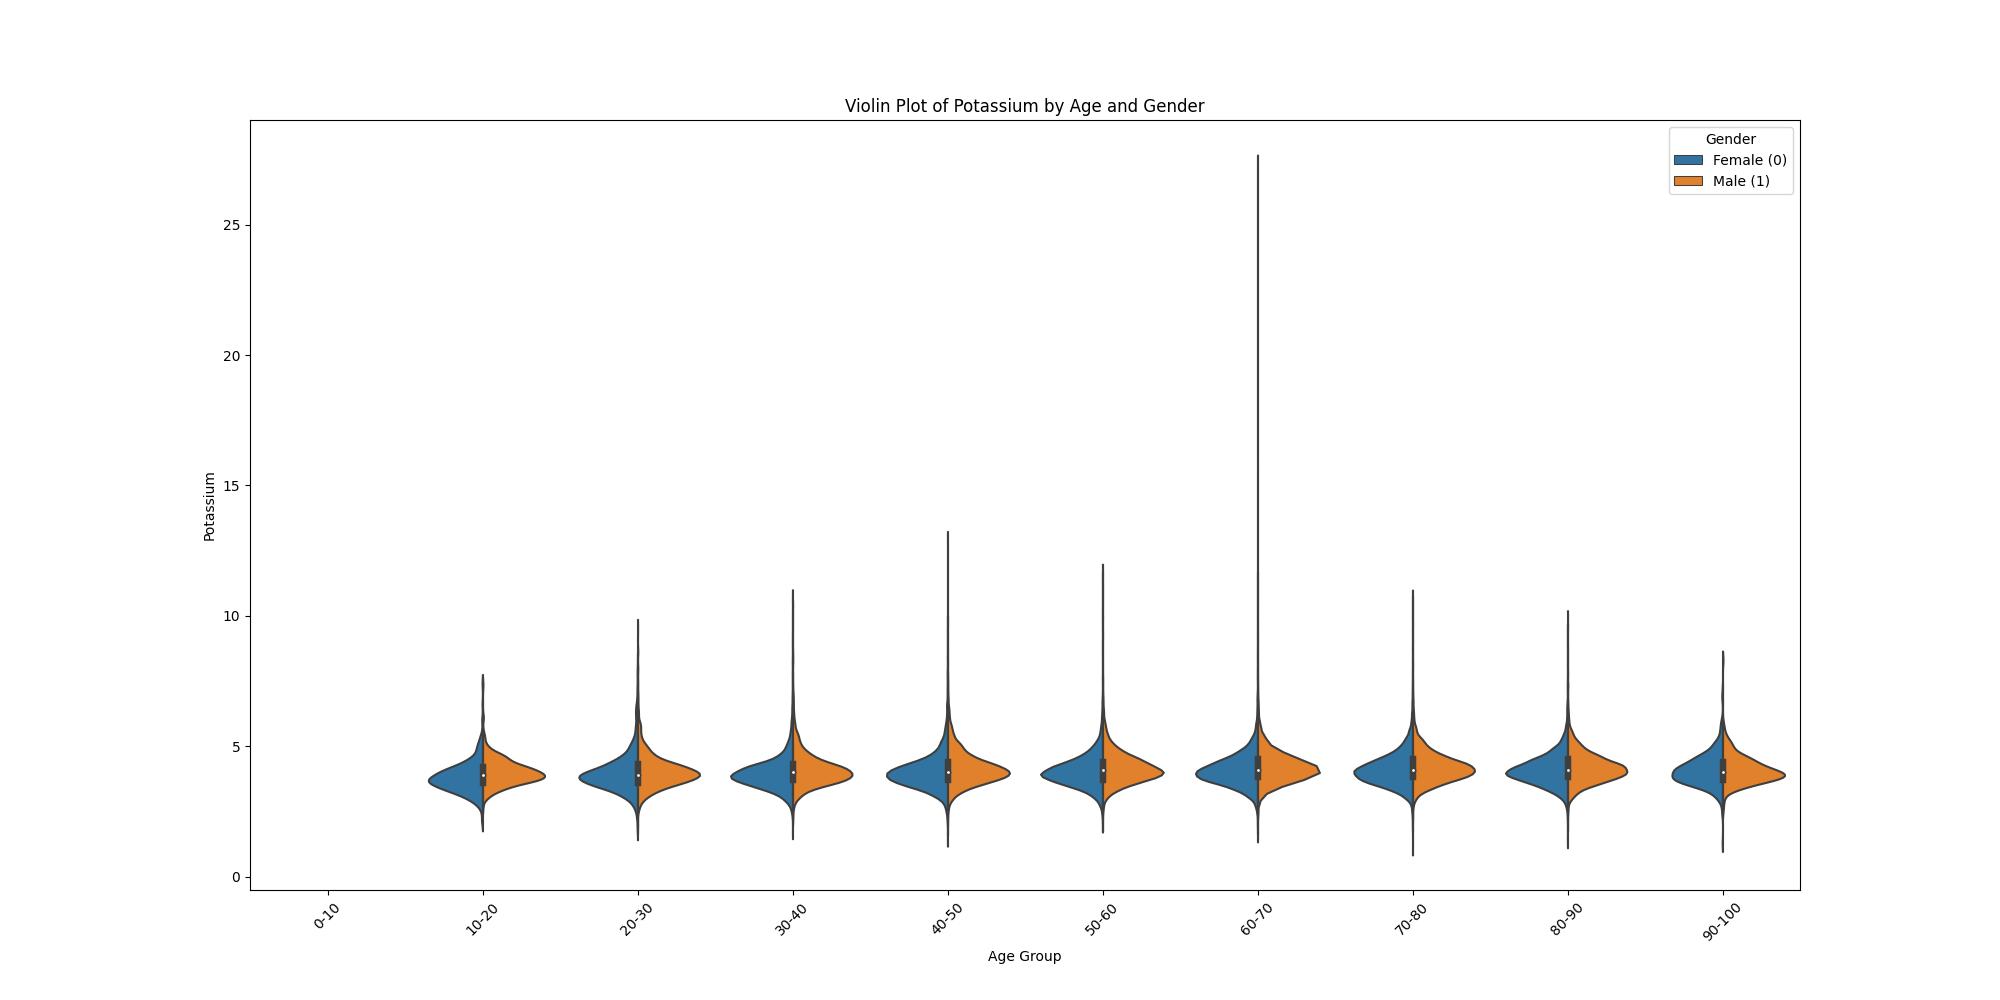 Violin Plot of Potassium by Age and Gender
Gender
Female (0)
Male (1)
25
20
15
10
5
0
Potassium
0-10
10-20
20-30
30-40
40-50
50-60
60-70
70-80
80-90
90-100
Age Group